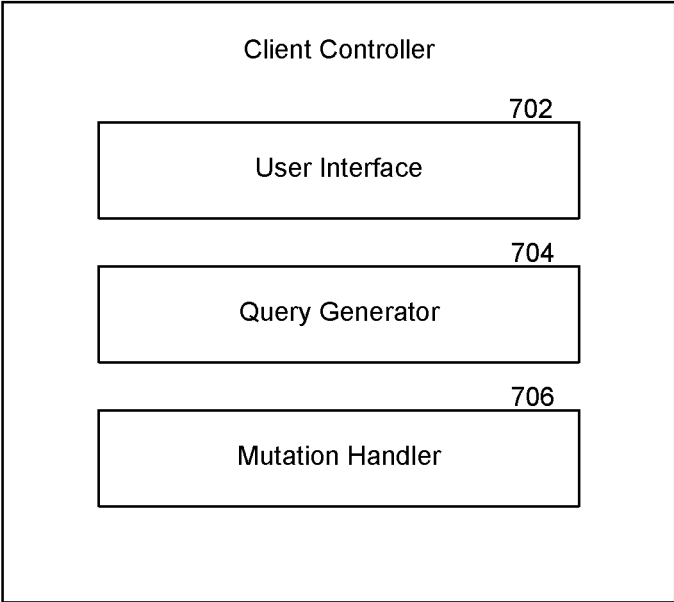 Client Controller
702
User Interface
704
Query Generator
706
Mutation Handler